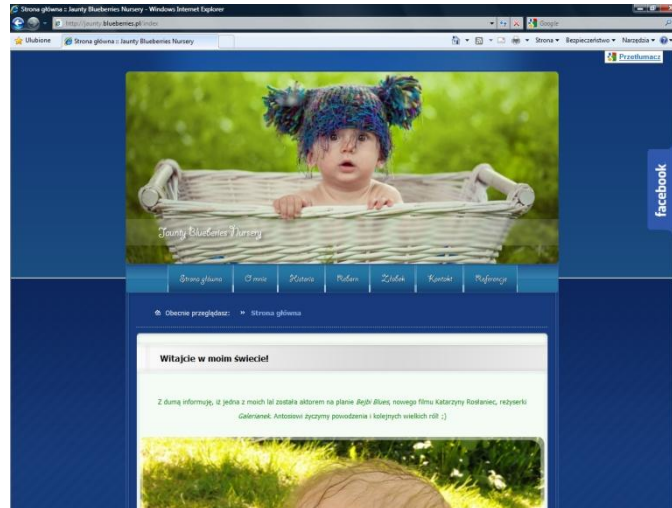 Strona główna :: Jaunty Blueberries Nursery - Windows Internet Explorer
http://jaunty.blueberries.pl/index
Google
Ulubione
Strona główna :: Jaunty Blueberries Nursery
Strona
Bezpieczeństwo
Narzędzia
Przetłumacz
facebook
Jaunty Blueberries Nursery
Strona główna
O mnie
Historia
Reborn
Żłobek
Kontakt
Referencje
Obecnie przeglądasz: » Strona główna
Witajcie w moim świecie!
Z dumą informuję, iż jedna z moich lal została aktorem na planie Bejbi Blues, nowego filmu Katarzyny Rosłaniec, reżyserki
Galerianek. Antosiowi życzymy powodzenia i kolejnych wielkich ról! ;)